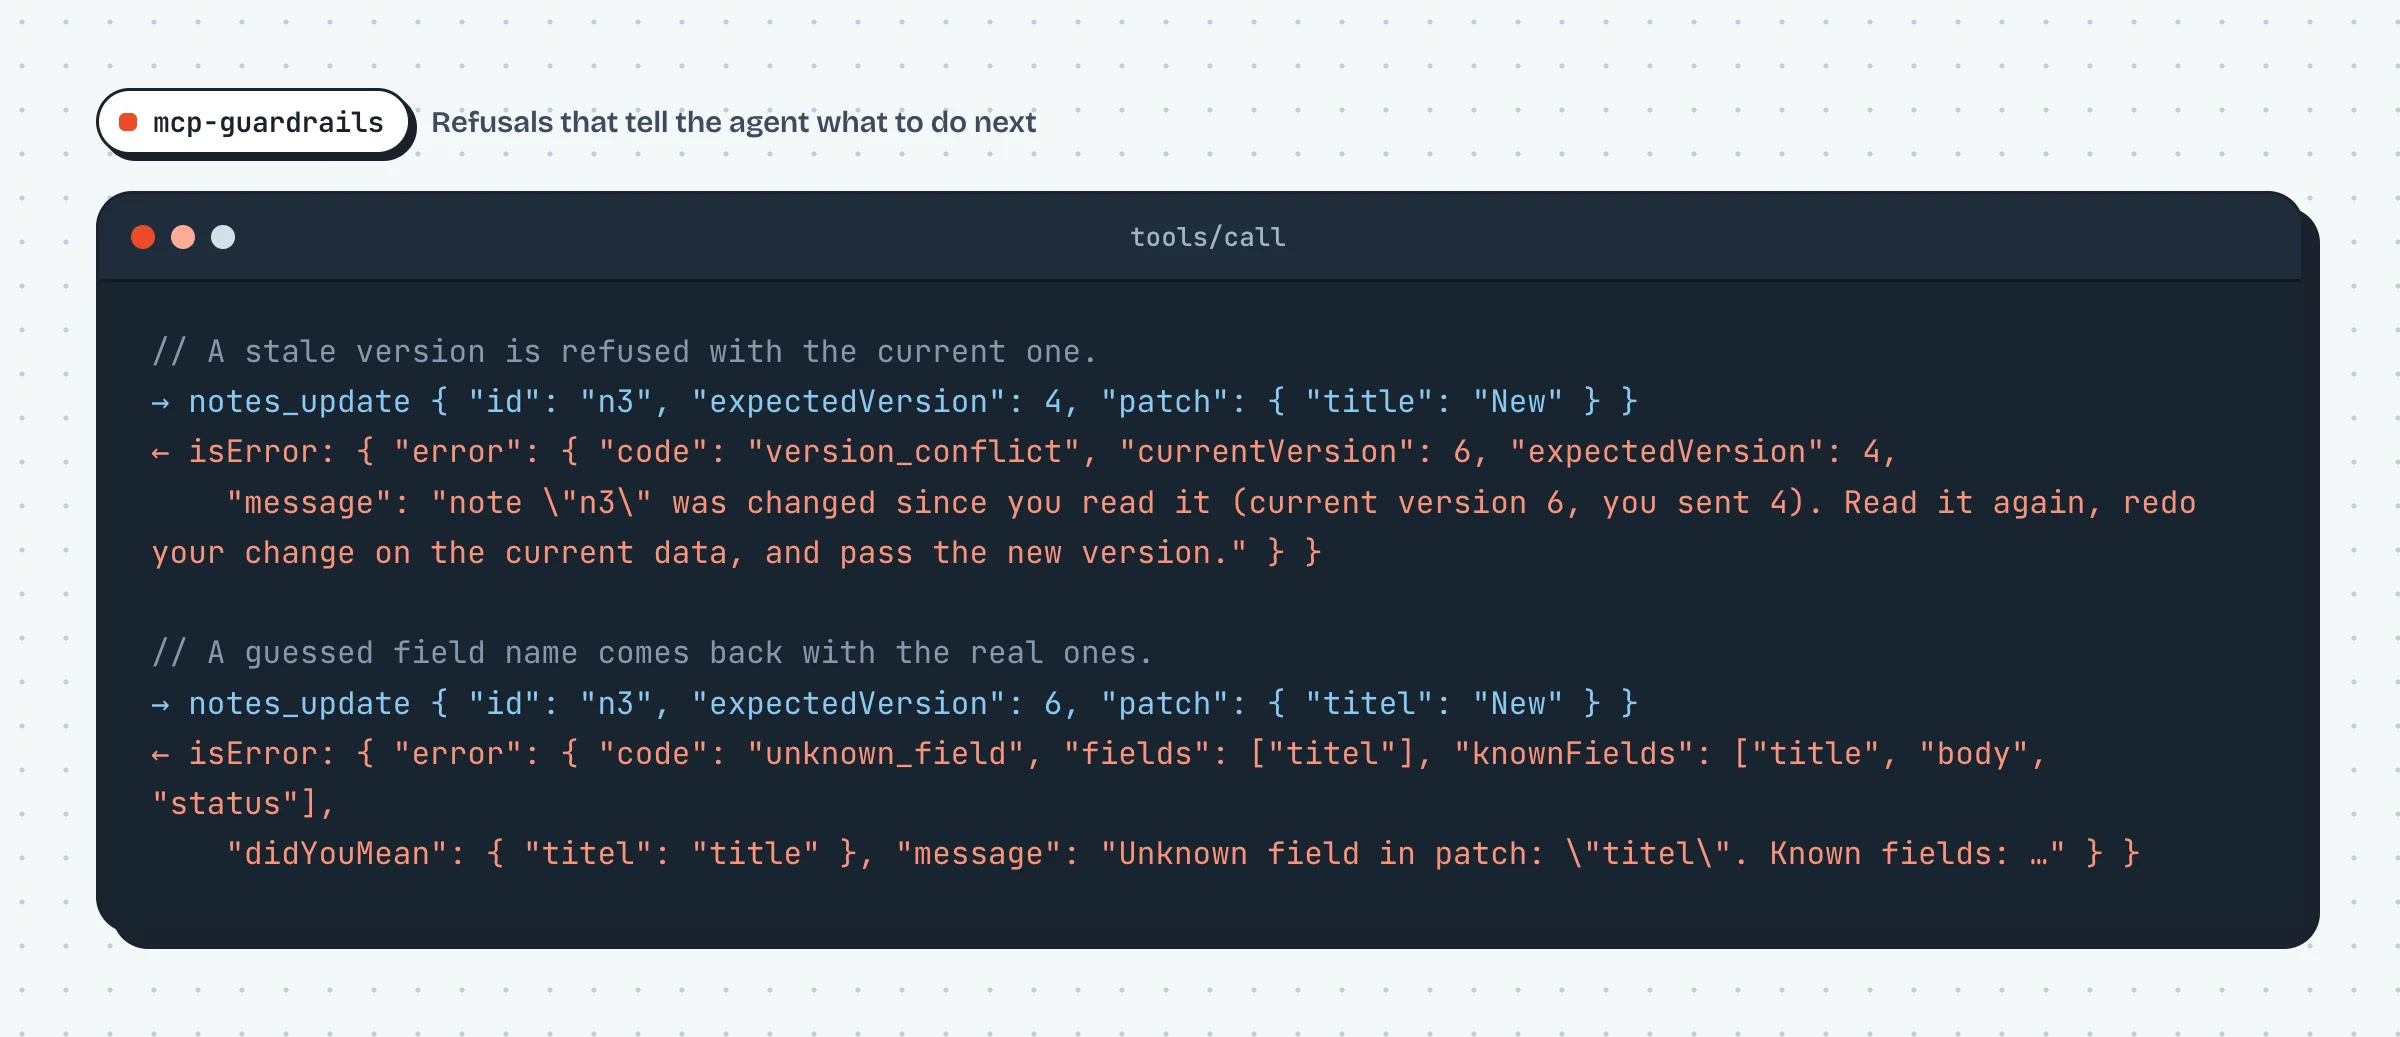 mcp-guardrails
Refusals that tell the agent what to do next
tools/call
// A stale version is refused with the current one.
→ notes_update { "id": "n3", "expectedVersion": 4, "patch": { "title": "New" } }
← isError: { "error": { "code": "version_conflict", "currentVersion": 6, "expectedVersion": 4,
"message": "note \"n3\" was changed since you read it (current version 6, you sent 4). Read it again, redo
your change on the current data, and pass the new version." } }
// A guessed field name comes back with the real ones.
→ notes_update { "id": "n3", "expectedVersion": 6, "patch": { "titel": "New" } }
← isError: { "error": { "code": "unknown_field", "fields": ["titel"], "knownFields": ["title", "body",
"status"],
"didYouMean": { "titel": "title" }, "message": "Unknown field in patch: \"titel\". Known fields: …" } }